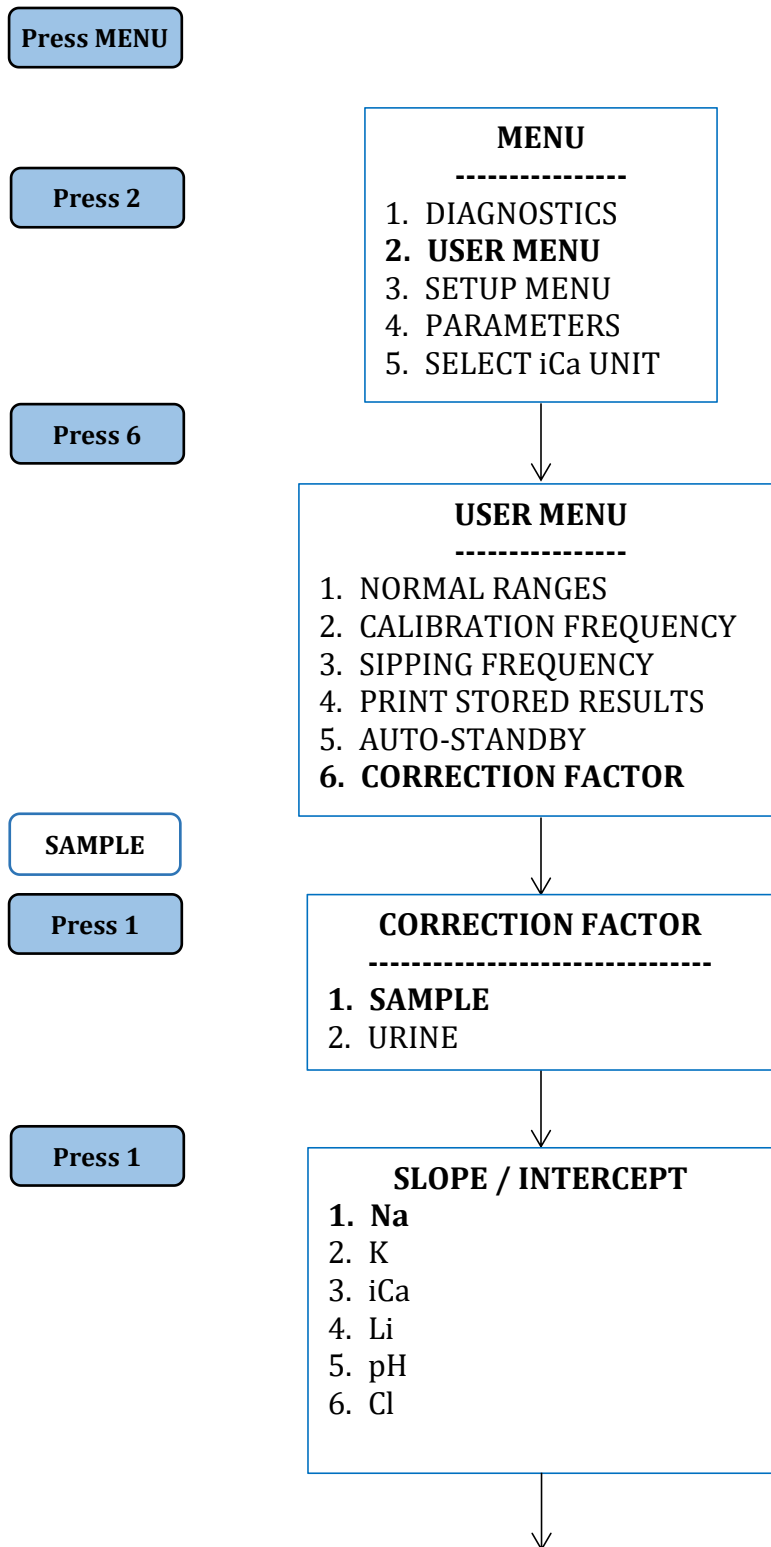 Press MENU
MENU
----------------
Press 2
1. DIAGNOSTICS
2. USER MENU
3. SETUP MENU
4. PARAMETERS
5. SELECT iCa UNIT
Press 6
USER MENU
----------------
1. NORMAL RANGES
2. CALIBRATION FREQUENCY
3. SIPPING FREQUENCY
4. PRINT STORED RESULTS
5. AUTO-STANDBY
6. CORRECTION FACTOR
SAMPLE
Press 1
CORRECTION FACTOR
--------------------------------
1. SAMPLE
2. URINE
Press 1
SLOPE / INTERCEPT
1. Na
2. K
3. iCa
4. Li
5. pH
6. Cl